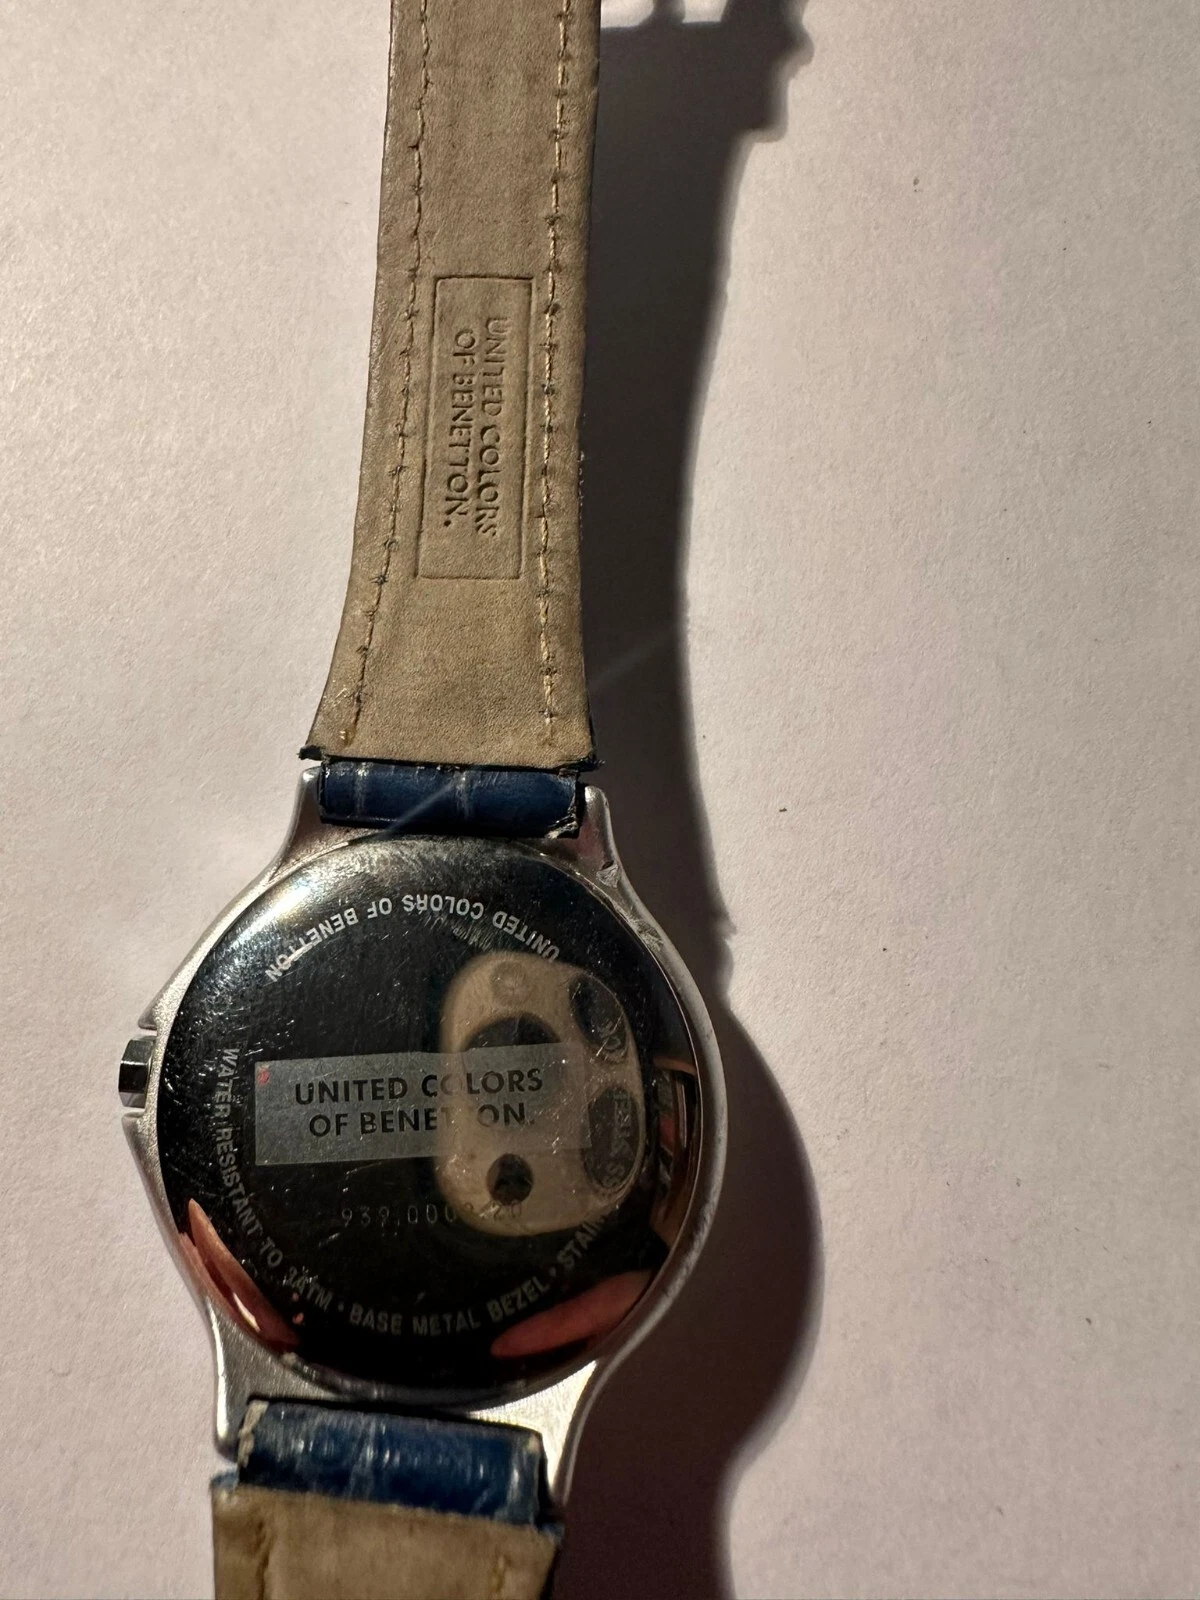 UNITED COLORS
OF BENETTON.
UNITED COLORS OF BENETTON
UNITED COLORS
OF BENETTON.
WATER RESISTANT TO 3ATM • BASE METAL BEZEL • STAINLESS STEEL